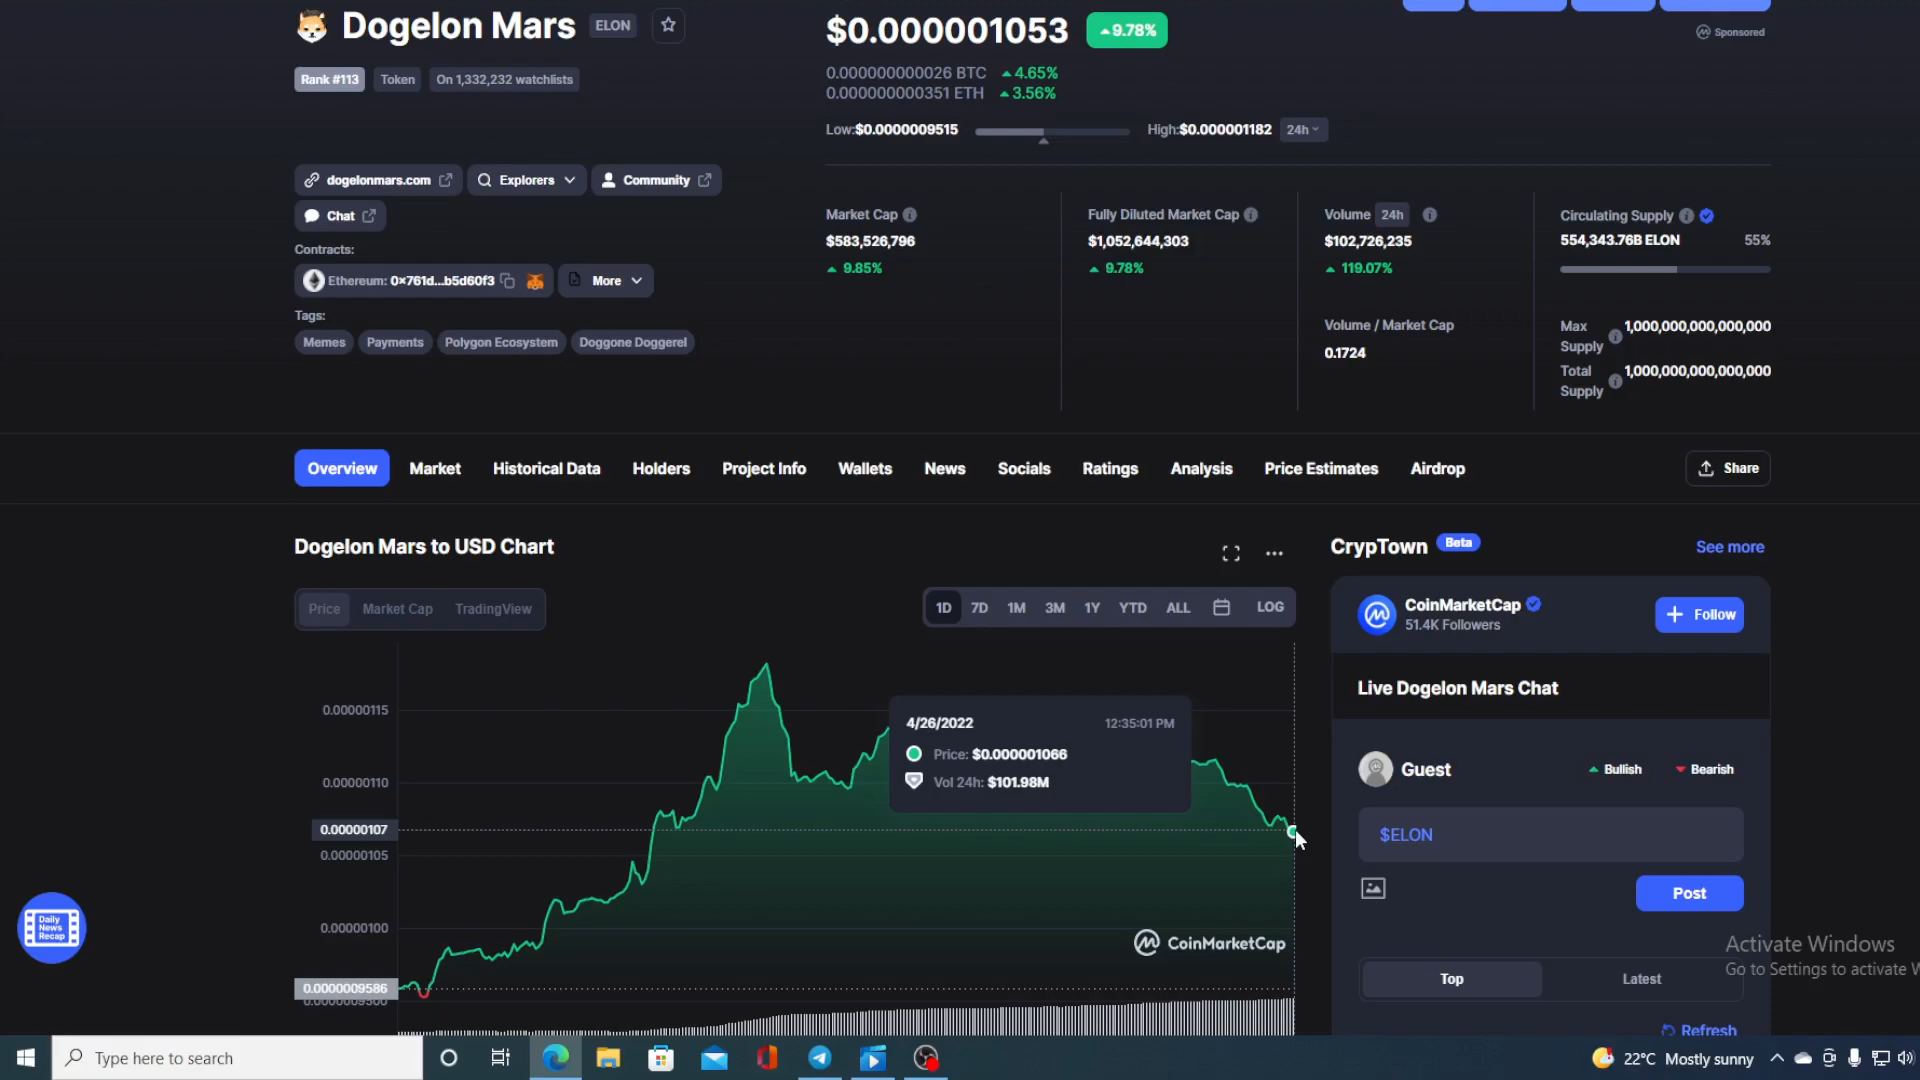 Dogelon Mars ELON
Rank #113 Token On 1,332,232 watchlists
dogelonmars.com Explorers Community
Chat
Contracts:
Ethereum: 0x761d...b5d60f3 More
Tags:
Memes Payments Polygon Ecosystem Doggone Doggerel
$0.000001053 9.78%
0.000000000026 BTC 4.65%
0.000000000351 ETH 3.56%
Low:$0.0000009515 High:$0.000001182 24h
Sponsored
Market Cap
$583,526,796
9.85%
Fully Diluted Market Cap
$1,052,644,303
9.78%
Volume 24h
$102,726,235
119.07%
Volume / Market Cap
0.1724
Circulating Supply
554,343.76B ELON 55%
Max Supply 1,000,000,000,000,000
Total Supply 1,000,000,000,000,000
Overview Market Historical Data Holders Project Info Wallets News Socials Ratings Analysis Price Estimates Airdrop Share
Dogelon Mars to USD Chart
Price Market Cap TradingView
1D 7D 1M 3M 1Y YTD ALL LOG
0.00000115
0.00000110
0.00000107
0.00000105
0.00000100
0.0000009586
0.0000009500
4/26/2022 12:35:01 PM
Price: $0.000001066
Vol 24h: $101.98M
CoinMarketCap
CrypTown Beta See more
CoinMarketCap
51.4K Followers
Follow
Live Dogelon Mars Chat
Guest Bullish Bearish
$ELON
Post
Top Latest
Refresh
Activate Windows
Go to Settings to activate W
Daily
News
Recap
Type here to search
22°C Mostly sunny